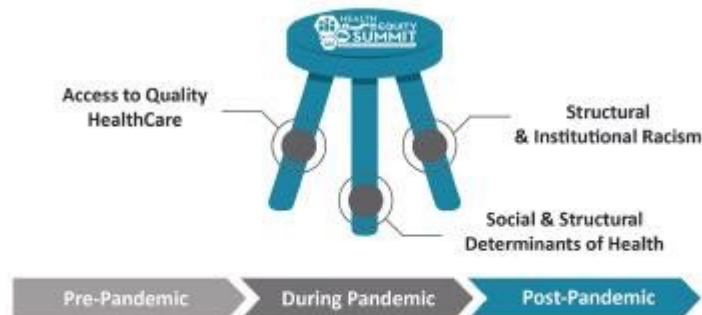 HEALTH
EQUITY
SUMMIT
Access to Quality
HealthCare
Structural
& Institutional Racism
Social & Structural
Determinants of Health
Pre-Pandemic
During Pandemic
Post-Pandemic